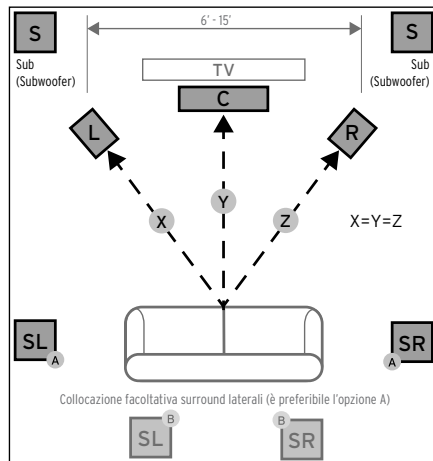 S
6' - 15'
S
Sub
(Subwoofer)
Sub
(Subwoofer)
TV
C
L
R
X
Y
Z
X=Y=Z
SL
A
SR
A
Collocazione facoltativa surround laterali (è preferibile l'opzione A)
SL
B
SR
B